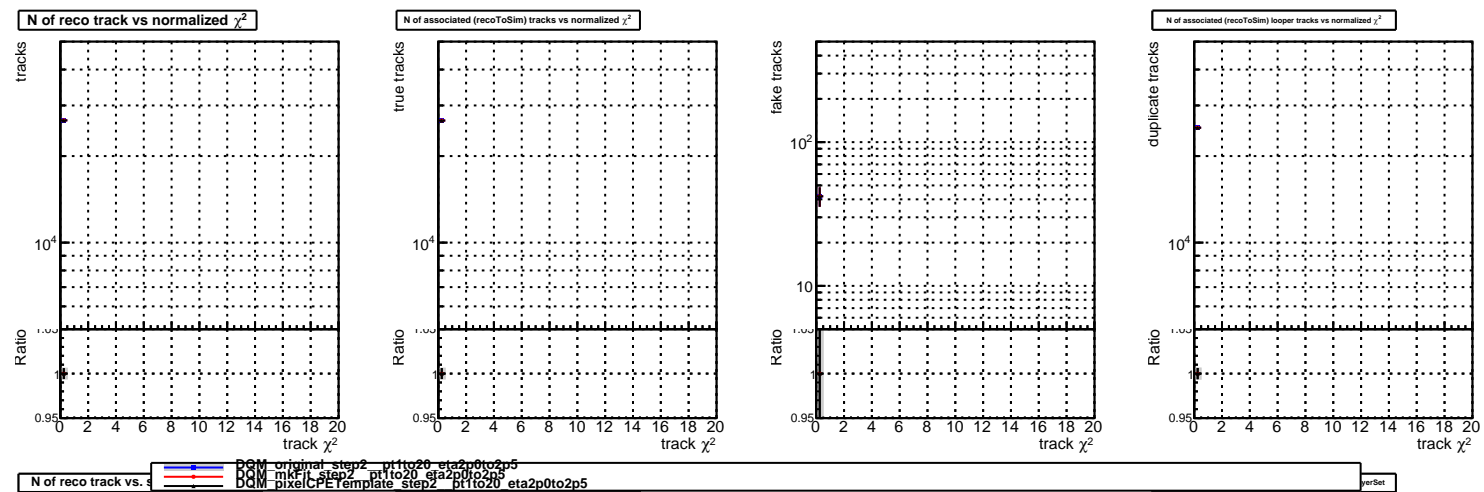 N of reco track vs normalized χ²
N of associated (recoToSim) tracks vs normalized χ²
N of associated (recoToSim) looper tracks vs normalized χ²
tracks
10⁴
Ratio
1
0.95
0 2 4 6 8 10 12 14 16 18 20
track χ²
true tracks
10⁴
Ratio
1
0.95
0 2 4 6 8 10 12 14 16 18 20
track χ²
fake tracks
10²
10
Ratio
1
0.95
0 2 4 6 8 10 12 14 16 18 20
track χ²
duplicate tracks
10⁴
Ratio
1
0.95
0 2 4 6 8 10 12 14 16 18 20
track χ²
DQM_original_step2__pt1to20_eta2p0to2p5
DQM_mkFit_step2__pt1to20_eta2p0to2p5
DQM_pixelCPETemplate_step2__pt1to20_eta2p0to2p5
N of reco track vs.
yerSet